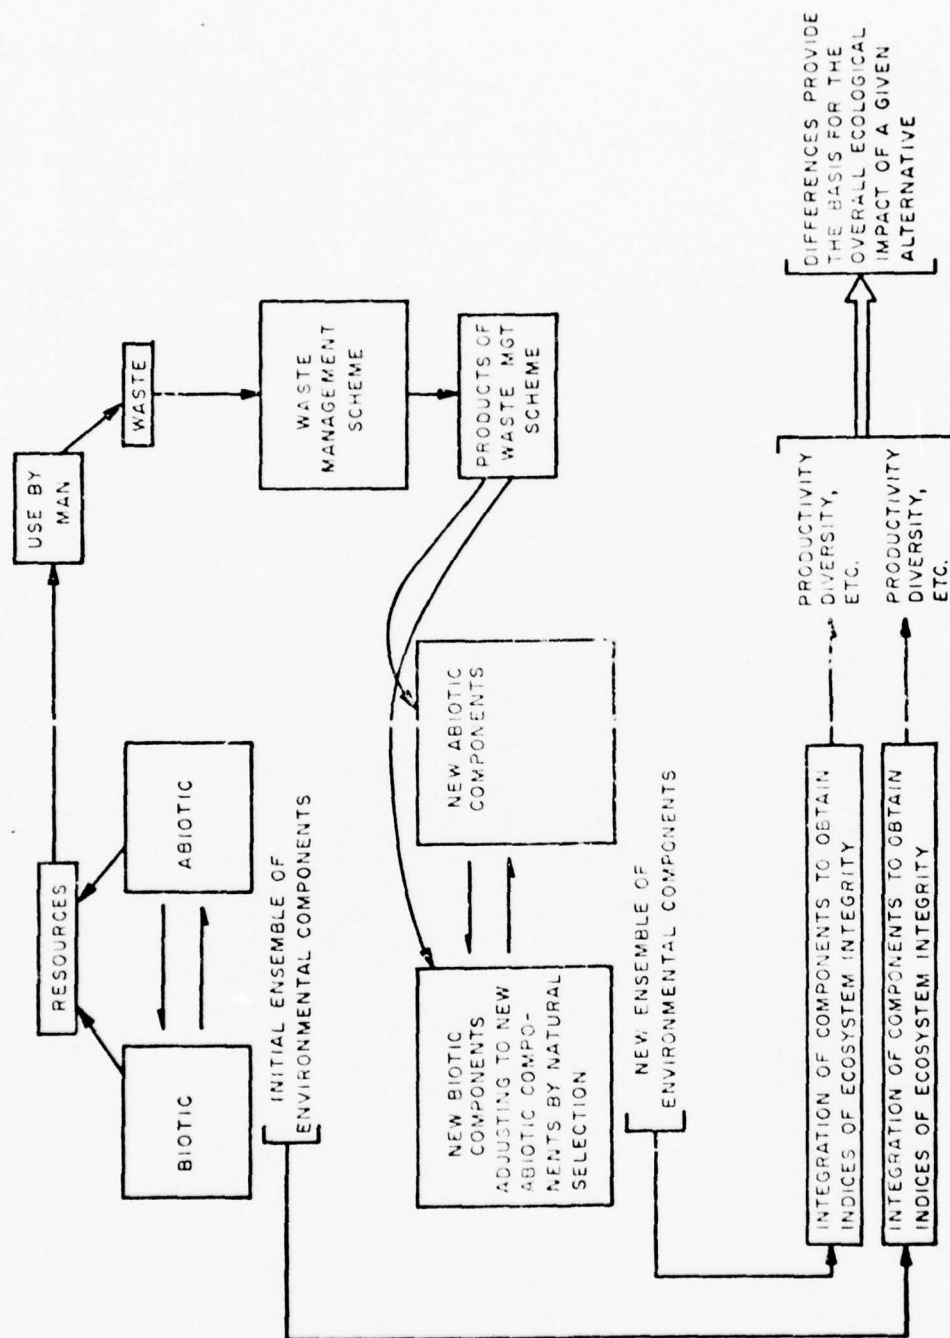 RESOURCES
USE BY
MAN
BIOTIC
ABIOTIC
WASTE
INITIAL ENSEMBLE OF
ENVIRONMENTAL COMPONENTS
WASTE
MANAGEMENT
SCHEME
PRODUCTS OF
WASTE MGT
SCHEME
NEW BIOTIC
COMPONENTS
ADJUSTING TO NEW
ABIOTIC COMPO-
NENTS BY NATURAL
SELECTION
NEW ABIOTIC
COMPONENTS
NEW ENSEMBLE OF
ENVIRONMENTAL COMPONENTS
INTEGRATION OF COMPONENTS TO OBTAIN
INDICES OF ECOSYSTEM INTEGRITY
PRODUCTIVITY
DIVERSITY,
ETC.
INTEGRATION OF COMPONENTS TO OBTAIN
INDICES OF ECOSYSTEM INTEGRITY
PRODUCTIVITY
DIVERSITY,
ETC.
DIFFERENCES PROVIDE
THE BASIS FOR THE
OVERALL ECOLOGICAL
IMPACT OF A GIVEN
ALTERNATIVE